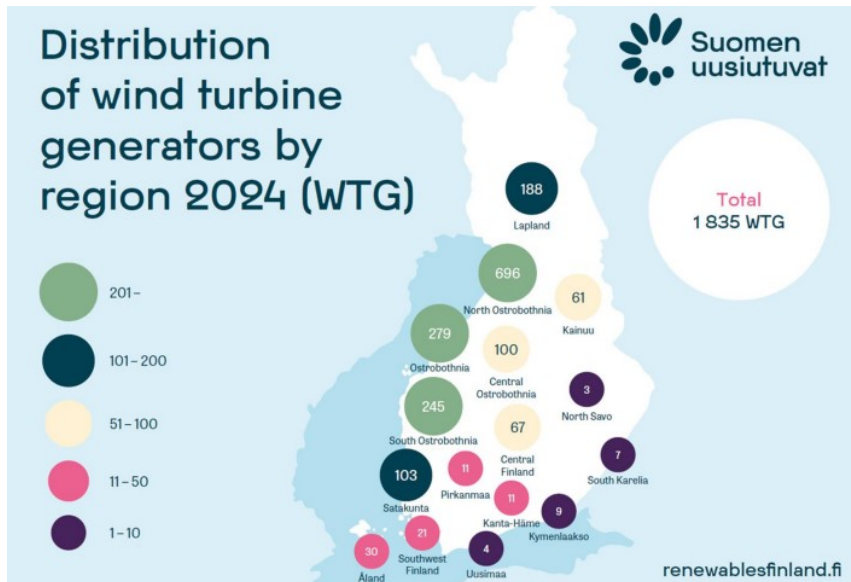 Distribution
of wind turbine
generators by
region 2024 (WTG)
Suomen
uusiutuvat
Total
1 835 WTG
201–
101–200
51–100
11–50
1–10
188
Lapland
696
North Ostrobothnia
61
Kainuu
279
Ostrobothnia
100
Central
Ostrobothnia
3
North Savo
245
South Ostrobothnia
67
Central
Finland
7
South Karelia
103
Satakunta
11
Pirkanmaa
11
Kanta-Häme
9
Kymenlaakso
30
Åland
21
Southwest
Finland
4
Uusimaa
renewablesfinland.fi